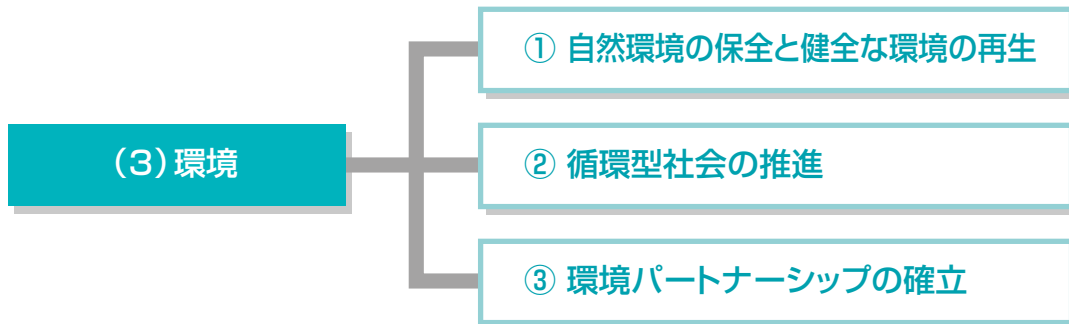 (3)環境
① 自然環境の保全と健全な環境の再生
② 循環型社会の推進
③ 環境パートナーシップの確立